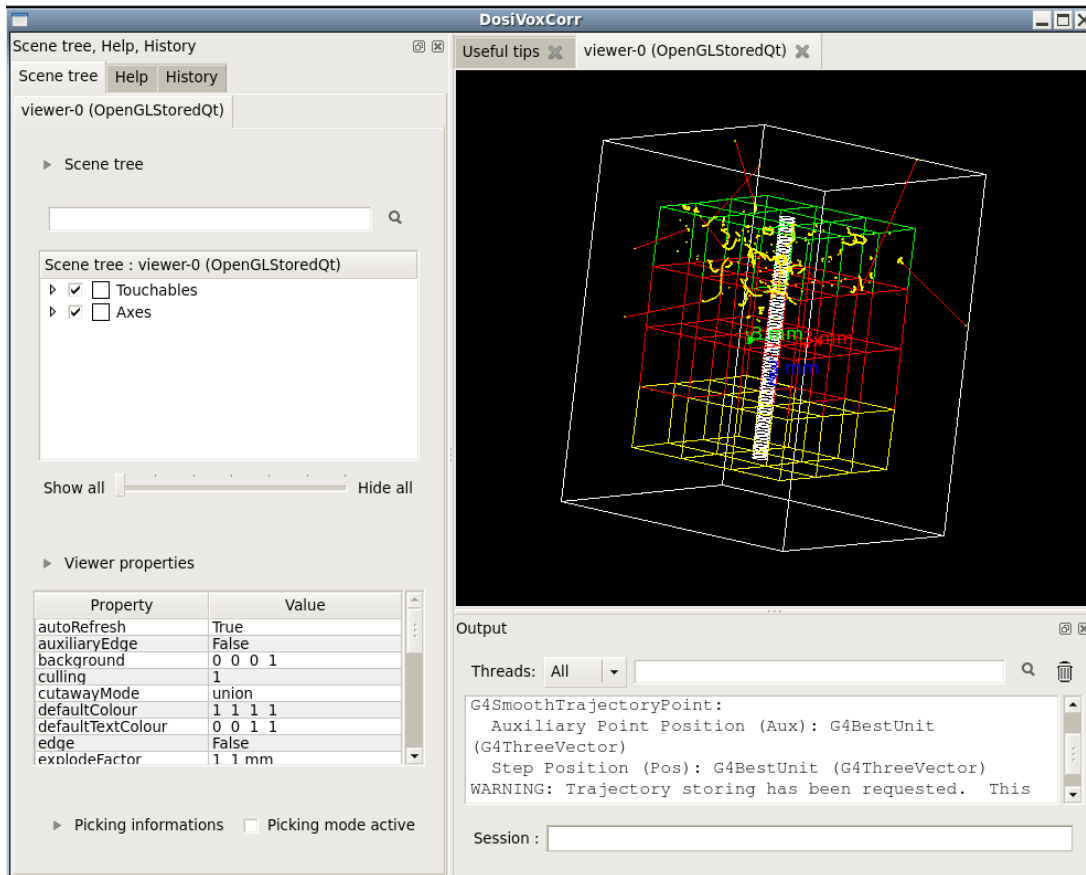 DosiVoxCorr
Scene tree, Help, History
Scene tree Help History
viewer-0 (OpenGLStoredQt)
Scene tree
Scene tree : viewer-0 (OpenGLStoredQt)
Touchables
Axes
Show all Hide all
Viewer properties
Property Value
autoRefresh True
auxiliaryEdge False
background 0 0 0 1
culling 1
cutawayMode union
defaultColour 1 1 1 1
defaultTextColour 0 0 1 1
edge False
explodeFactor 1 1 mm
Picking informations Picking mode active
Useful tips viewer-0 (OpenGLStoredQt)
y3 mm
mm
Output
Threads: All
G4SmoothTrajectoryPoint:
Auxiliary Point Position (Aux): G4BestUnit
(G4ThreeVector)
Step Position (Pos): G4BestUnit (G4ThreeVector)
WARNING: Trajectory storing has been requested. This
Session :